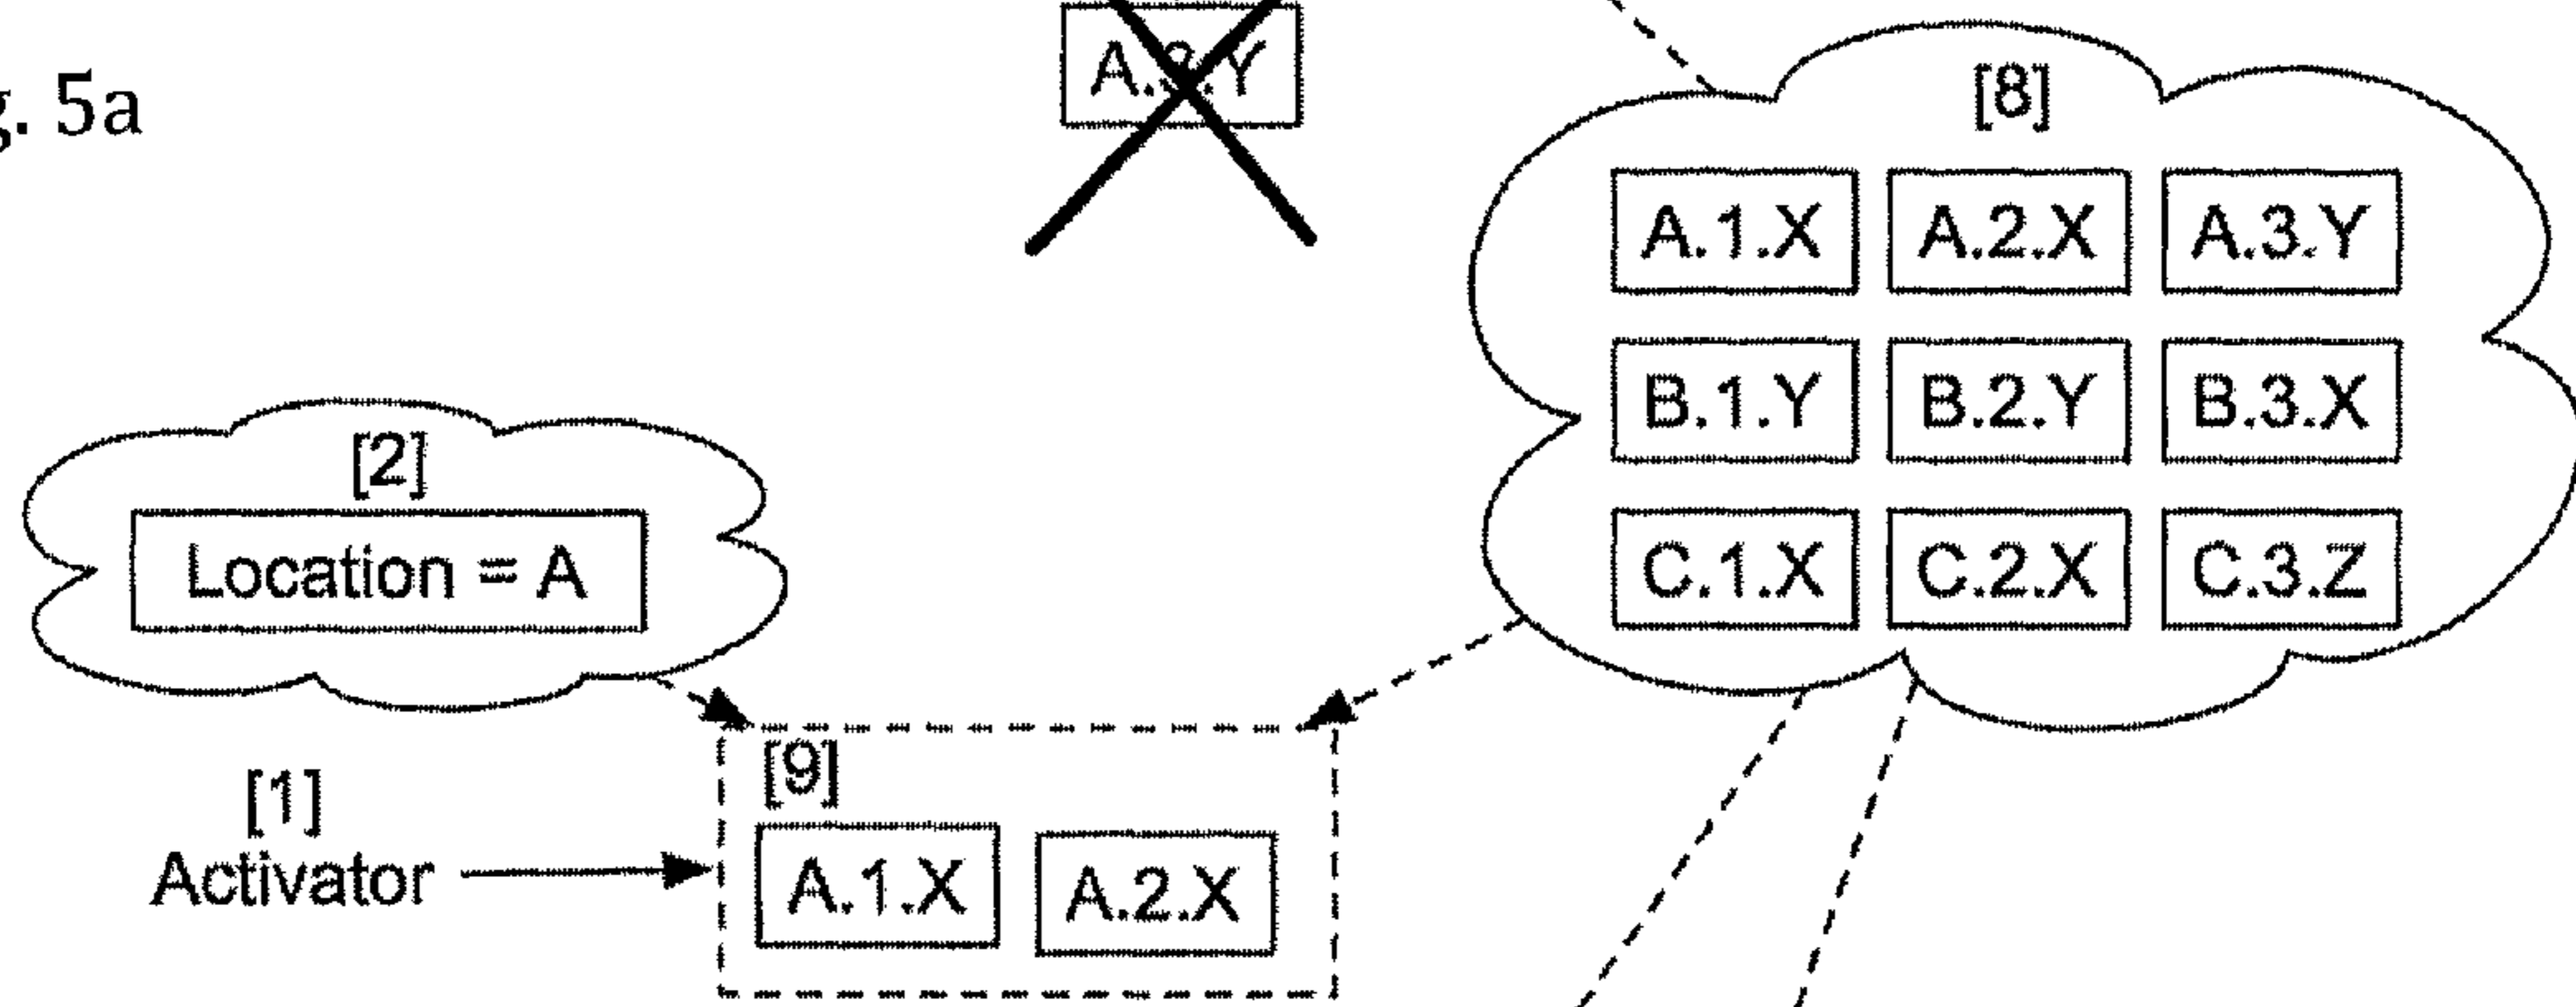 g. 5a
[8]
A.1.X A.2.X A.3.Y
B.1.Y B.2.Y B.3.X
C.1.X C.2.X C.3.Z
[2]
Location = A
[9]
A.1.X A.2.X
[1]
Activator